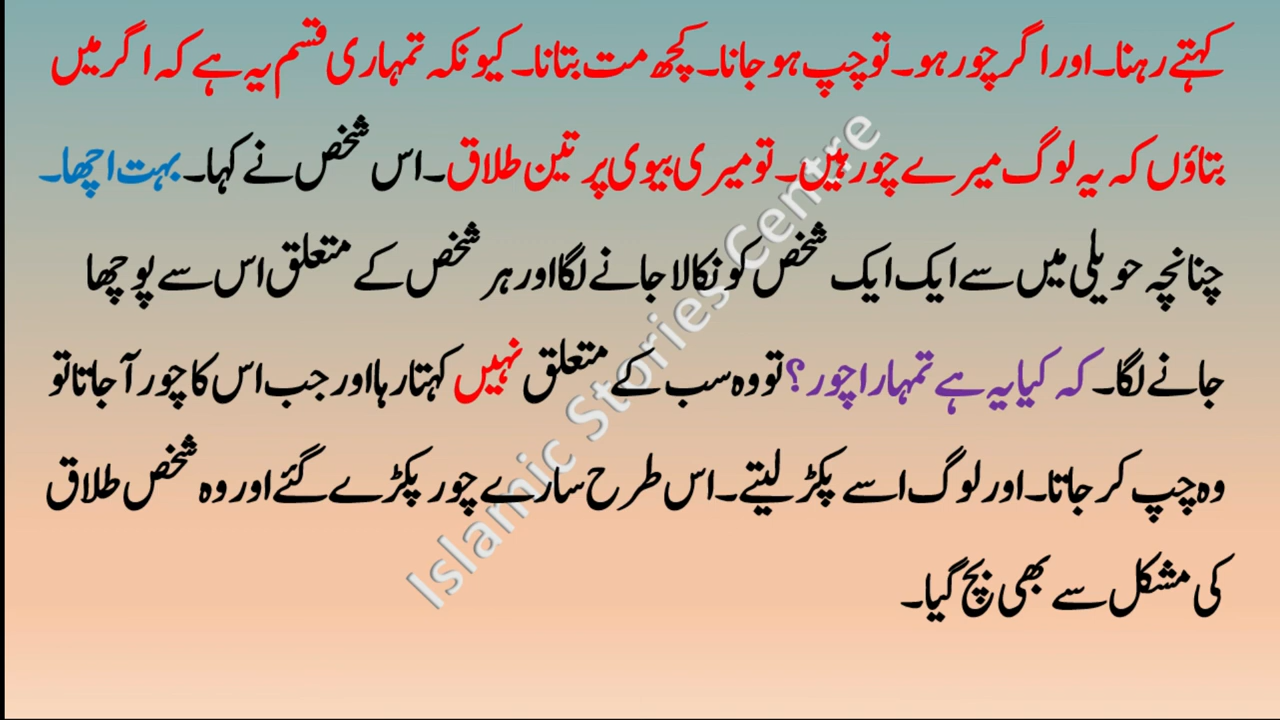 کہتے رہنا۔ اور اگر چور ہو۔ تو چپ ہو جانا۔ کچھ مت بتانا۔ کیونکہ تمہاری قسم یہ ہے کہ اگر میں
بتاؤں کہ یہ لوگ میرے چور ہیں۔ تو میری بیوی پر تین طلاق۔ اس شخص نے کہا۔ بہت اچھا۔
چنانچہ حویلی میں سے ایک ایک شخص کو نکالا جانے لگا اور ہر شخص کے متعلق اس سے پوچھا
جانے لگا۔ کہ کیا یہ ہے تمہارا چور؟ تو وہ سب کے متعلق نہیں کہتا رہا اور جب اس کا چور آ جاتا تو
وہ چپ کر جاتا۔ اور لوگ اسے پکڑ لیتے۔ اس طرح سارے چور پکڑے گئے اور وہ شخص طلاق
کی مشکل سے بھی بچ گیا۔
Islamic Stories Centre